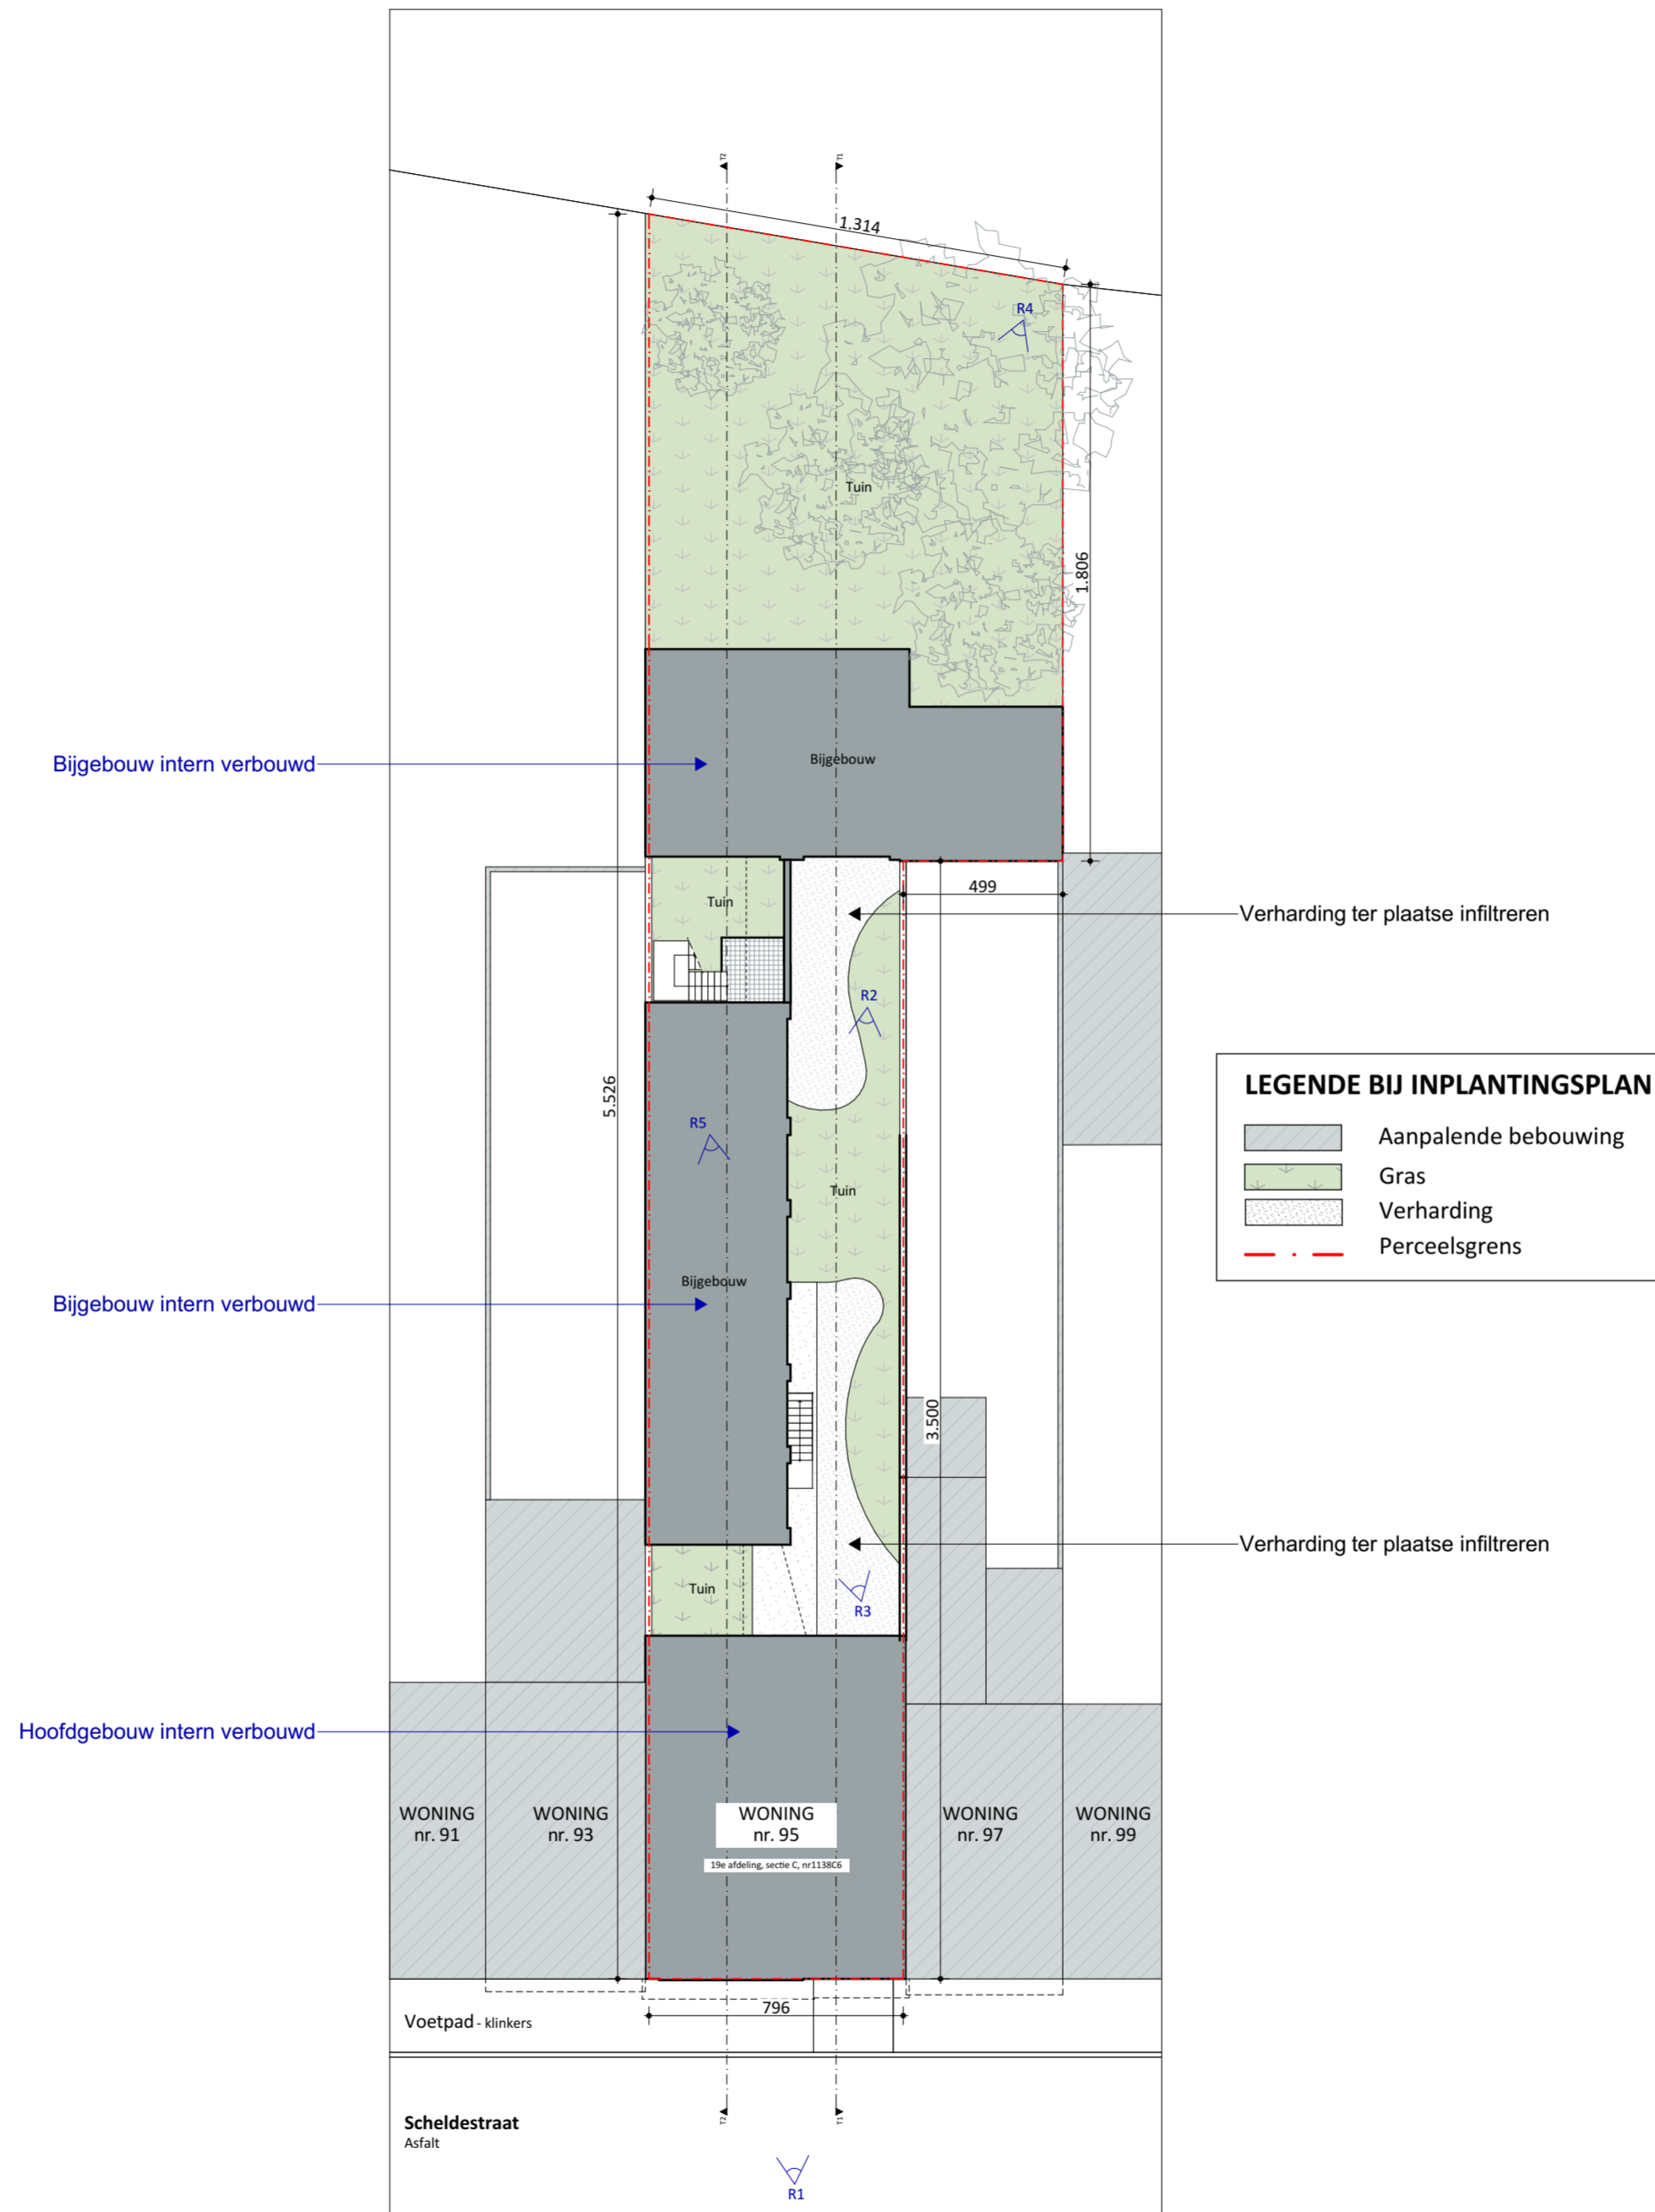 T2
T1
1.314
R4
Tuin
1.806
Bijgebouw intern verbouwd
Bijgebouw
499
Tuin
Verharding ter plaatse infiltreren
R2
5.526
R5
LEGENDE BIJ INPLANTINGSPLAN
Aanpalende bebouwing
Gras
Verharding
Perceelsgrens
Tuin
Bijgebouw
Bijgebouw intern verbouwd
3.500
Verharding ter plaatse infiltreren
Tuin
R3
Hoofdgebouw intern verbouwd
WONING
nr. 91
WONING
nr. 93
WONING
nr. 95
19e afdeling, sectie C, nr1138C6
WONING
nr. 97
WONING
nr. 99
796
Voetpad - klinkers
T2
T1
Scheldestraat
Asfalt
R1